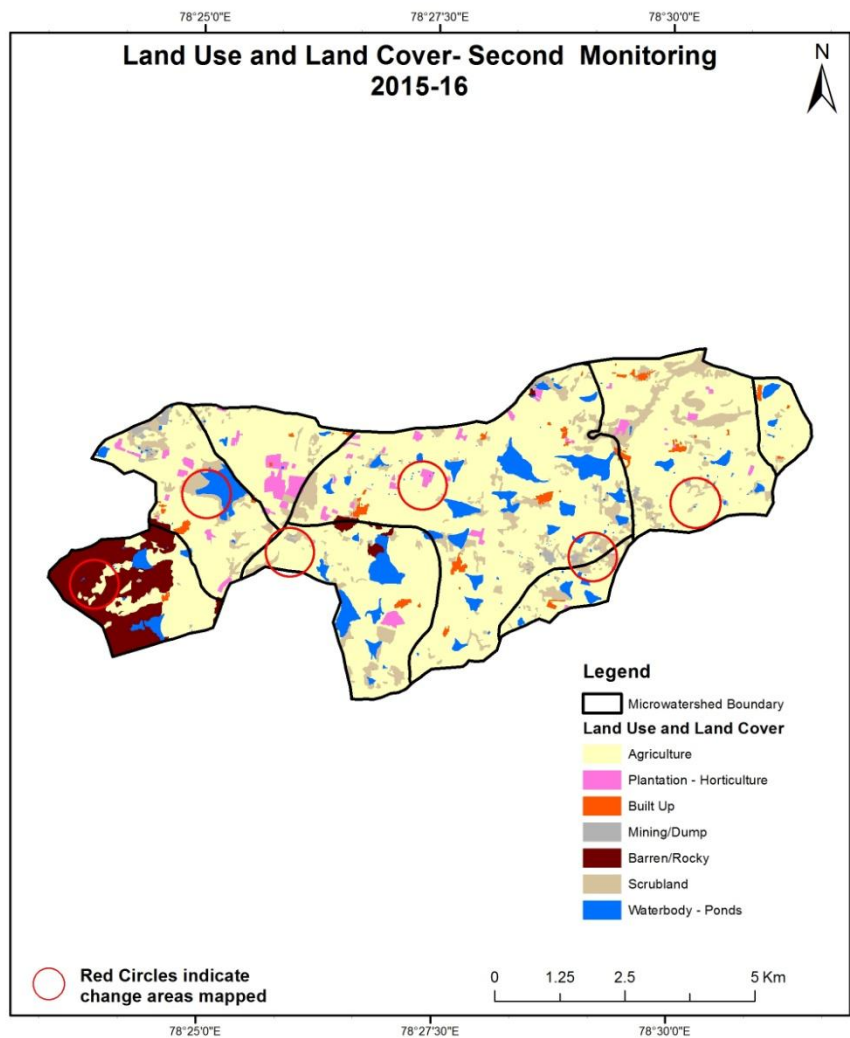 78°25'0"E 78°27'30"E 78°30'0"E
Land Use and Land Cover- Second Monitoring
2015-16
N
Legend
Microwatershed Boundary
Land Use and Land Cover
Agriculture
Plantation - Horticulture
Built Up
Mining/Dump
Barren/Rocky
Scrubland
Waterbody - Ponds
Red Circles indicate
change areas mapped
0 1.25 2.5 5 Km
78°25'0"E 78°27'30"E 78°30'0"E